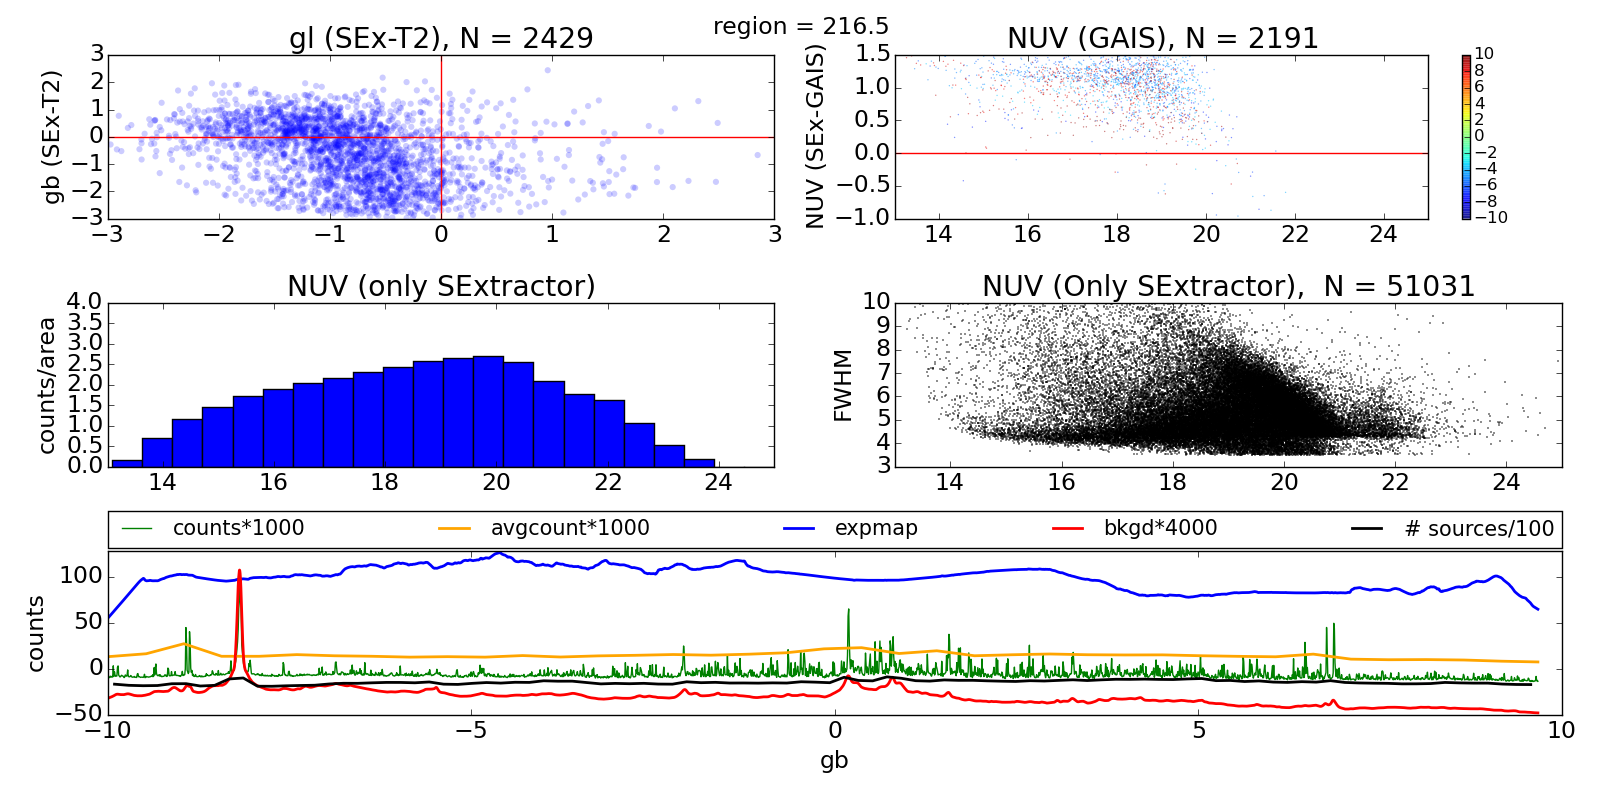 region = 216.5
gl (SEx-T2), N = 2429
NUV (GAIS), N = 2191
gb (SEx-T2)
3
2
1
0
−1
−2
−3
−3 −2 −1 0 1 2 3
NUV (SEx-GAIS)
1.5
1.0
0.5
0.0
−0.5
−1.0
14 16 18 20 22 24
10
8
6
4
2
0
−2
−4
−6
−8
−10
NUV (only SExtractor)
counts/area
4.0
3.5
3.0
2.5
2.0
1.5
1.0
0.5
0.0
14 16 18 20 22 24
NUV (Only SExtractor), N = 51031
FWHM
10
9
8
7
6
5
4
3
14 16 18 20 22 24
counts*1000 avgcount*1000 expmap bkgd*4000 # sources/100
counts
100
50
0
−50
−10 −5 0 5 10
gb